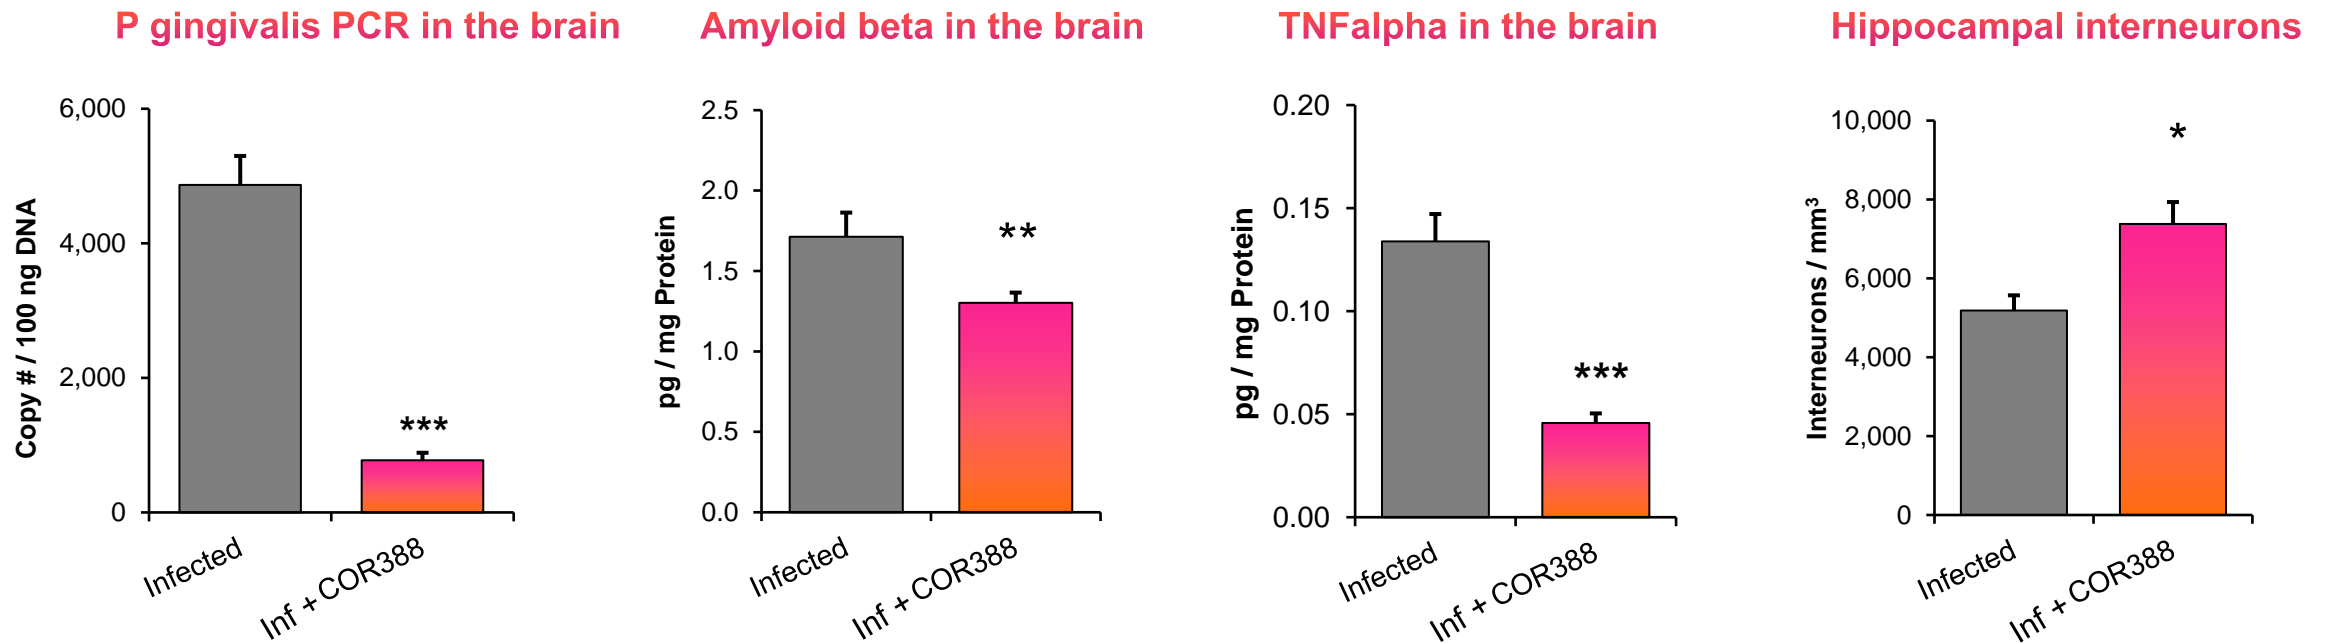 P gingivalis PCR in the brain
Copy # / 100 ng DNA
6,000
4,000
2,000
0
***
Infected
Inf + COR388
Amyloid beta in the brain
pg / mg Protein
2.5
2.0
1.5
1.0
0.5
0.0
**
Infected
Inf + COR388
TNFalpha in the brain
pg / mg Protein
0.20
0.15
0.10
0.05
0.00
***
Infected
Inf + COR388
Hippocampal interneurons
Interneurons / mm³
10,000
8,000
6,000
4,000
2,000
0
*
Infected
Inf + COR388